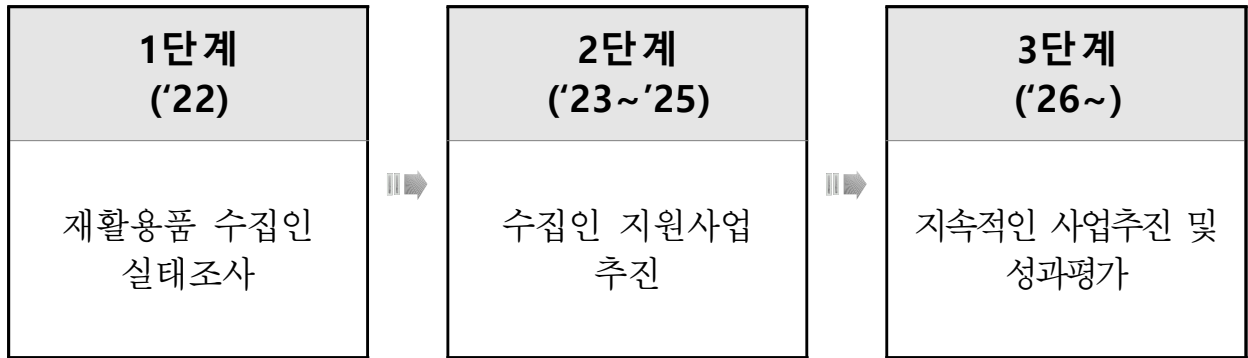 1단계
(‘22)
재활용품 수집인
실태조사
2단계
(‘23~’25)
수집인 지원사업
추진
3단계
(‘26~)
지속적인 사업추진 및
성과평가